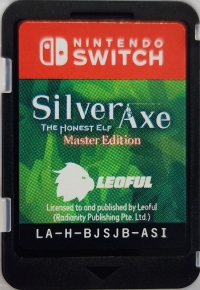 NINTENDO
SWITCH
Silver Axe
THE HONEST ELF
Master Edition
LEOFUL
Licensed to and published by Leoful
(Radionity Publishing Pte. Ltd.)
LA-H-BJSJB-ASI